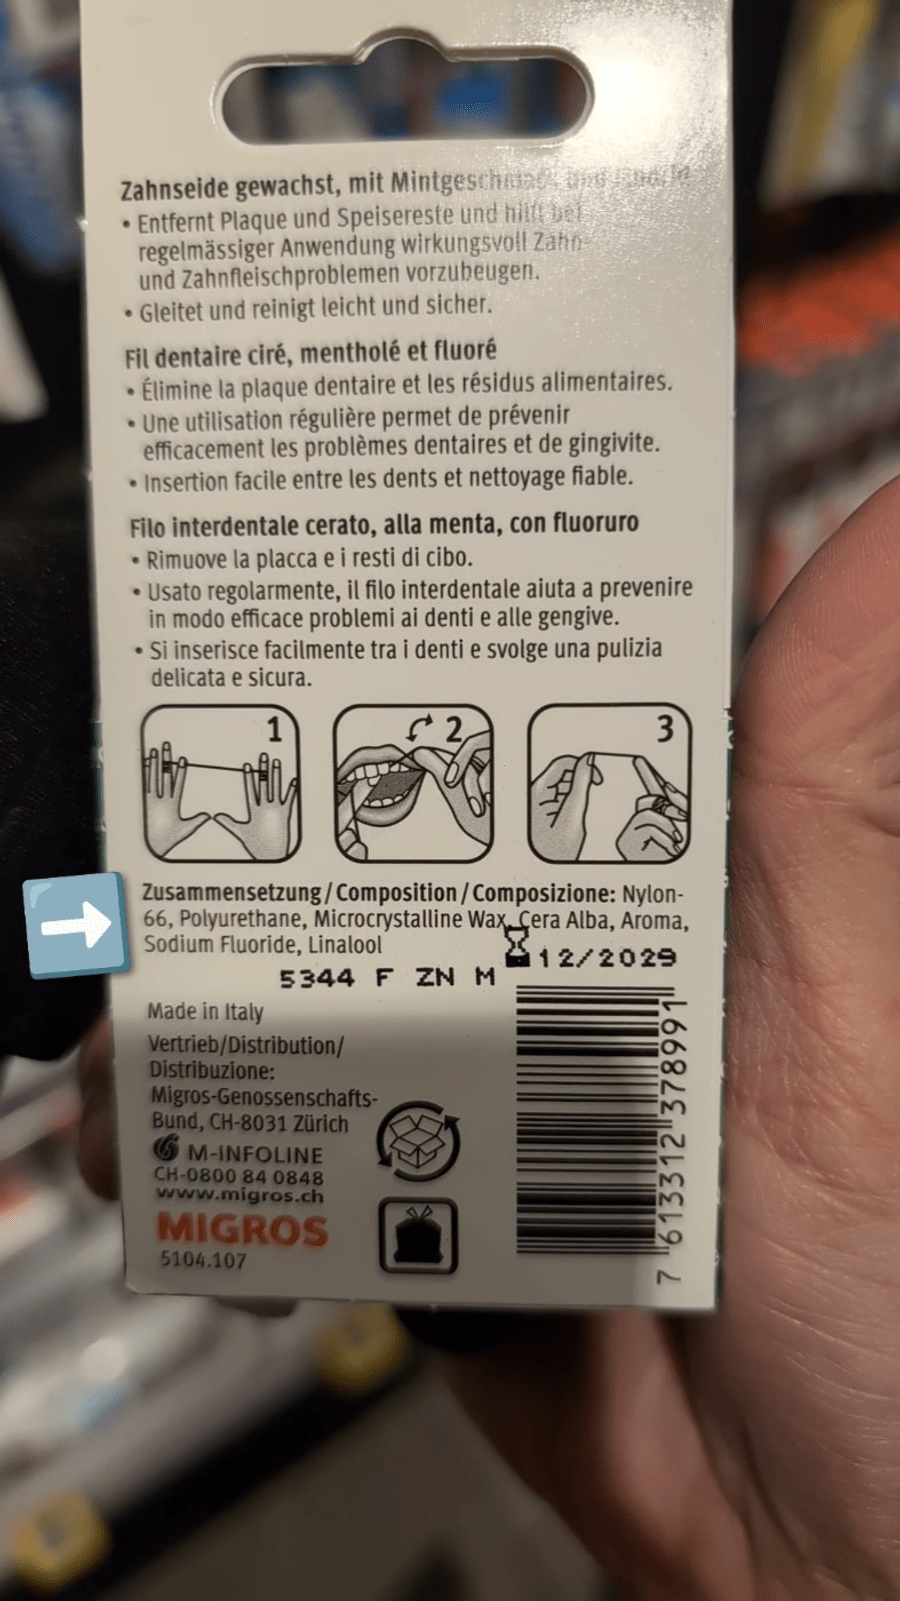 Zahnseide gewachst, mit Mintgeschmack und
• Entfernt Plaque und Speisereste und hilft bei
regelmässiger Anwendung wirkungsvoll Zahn-
und Zahnfleischproblemen vorzubeugen.
• Gleitet und reinigt leicht und sicher.
Fil dentaire ciré, mentholé et fluoré
• Élimine la plaque dentaire et les résidus alimentaires.
• Une utilisation régulière permet de prévenir
efficacement les problèmes dentaires et de gingivite.
• Insertion facile entre les dents et nettoyage fiable.
Filo interdentale cerato, alla menta, con fluoruro
• Rimuove la placca e i resti di cibo.
• Usato regolarmente, il filo interdentale aiuta a prevenire
in modo efficace problemi ai denti e alle gengive.
• Si inserisce facilmente tra i denti e svolge una pulizia
delicata e sicura.
1 2 3
Zusammensetzung/Composition/Composizione: Nylon-
66, Polyurethane, Microcrystalline Wax, Cera Alba, Aroma,
Sodium Fluoride, Linalool
12/2029
5344 F ZN M
Made in Italy
Vertrieb/Distribution/
Distribuzione:
Migros-Genossenschafts-
Bund, CH-8031 Zürich
M-INFOLINE
CH-0800 84 0848
www.migros.ch
MIGROS
5104.107
7 613312 378991